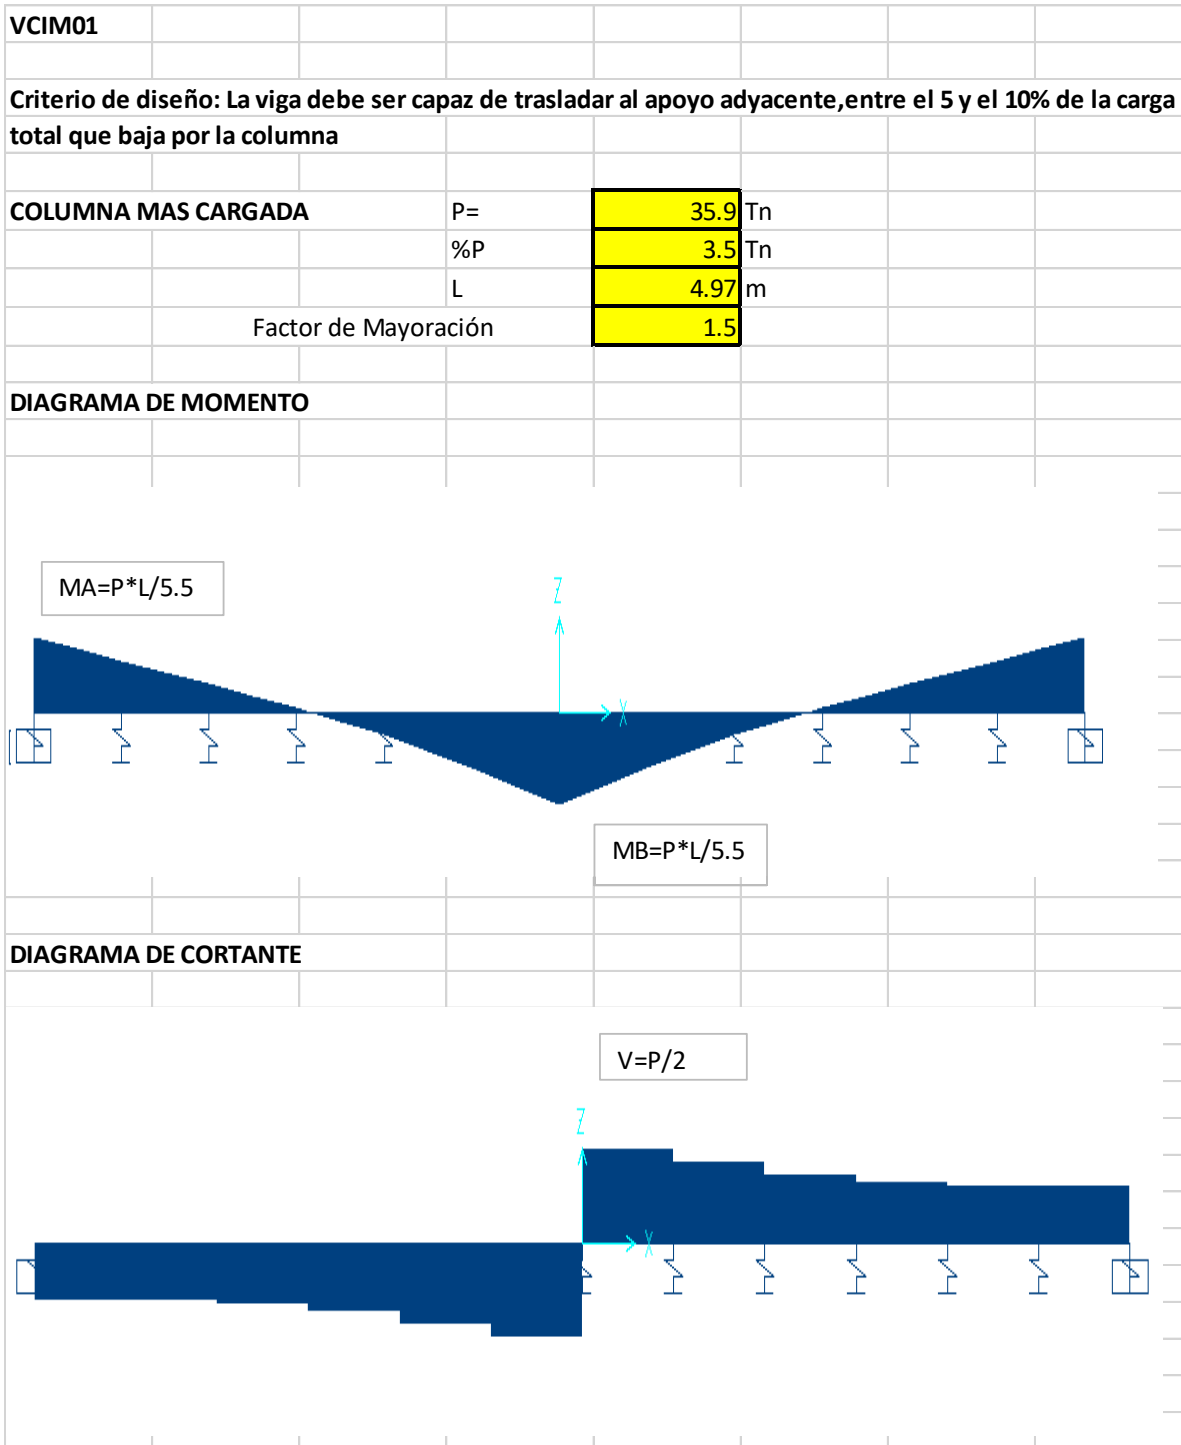 VCIM01
Criterio de diseño: La viga debe ser capaz de trasladar al apoyo adyacente,entre el 5 y el 10% de la carga
total que baja por la columna
COLUMNA MAS CARGADA P= 35.9 Tn
%P 3.5 Tn
L 4.97 m
Factor de Mayoración 1.5
DIAGRAMA DE MOMENTO
MA=P*L/5.5
Z
X
MB=P*L/5.5
DIAGRAMA DE CORTANTE
V=P/2
Z
X